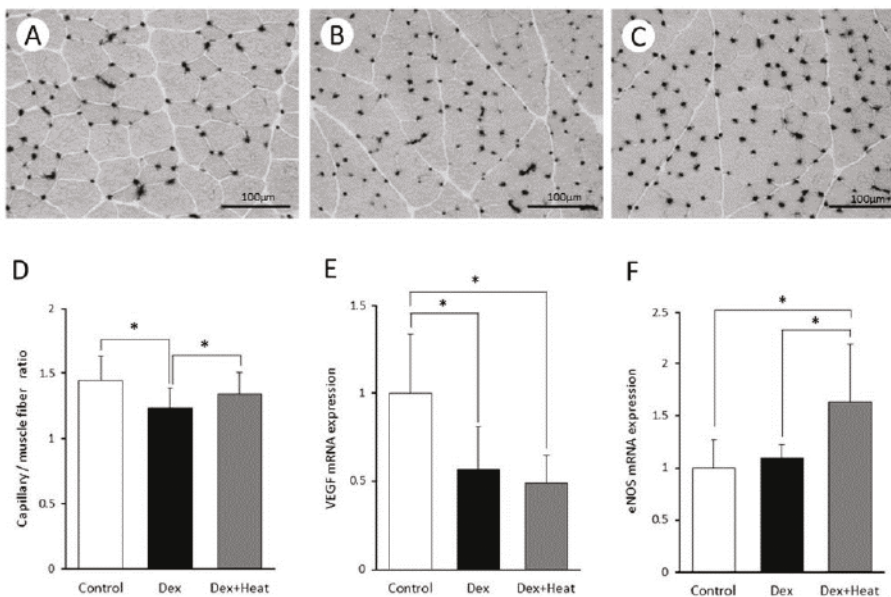 A
B
C
100μm
100μm
100μm
D
E
F
Capillary / muscle fiber ratio
2
1.5
1
0.5
0
*
*
Control Dex Dex+Heat
VEGF mRNA expression
1.5
1
0.5
0
*
*
Control Dex Dex+Heat
eNOS mRNA expression
2.5
2
1.5
1
0.5
0
*
*
Control Dex Dex+Heat